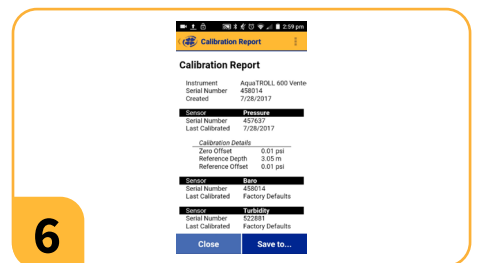 2:59 pm
Calibration Report
Calibration Report
Instrument AquaTROLL 600 Vente
Serial Number 458014
Created 7/28/2017
Sensor Pressure
Serial Number 457637
Last Calibrated 7/28/2017
Calibration Details
Zero Offset 0.01 psi
Reference Depth 3.05 m
Reference Offset 0.01 psi
Sensor Baro
Serial Number 458014
Last Calibrated Factory Defaults
Sensor Turbidity
Serial Number 522881
Last Calibrated Factory Defaults
Close Save to...
6